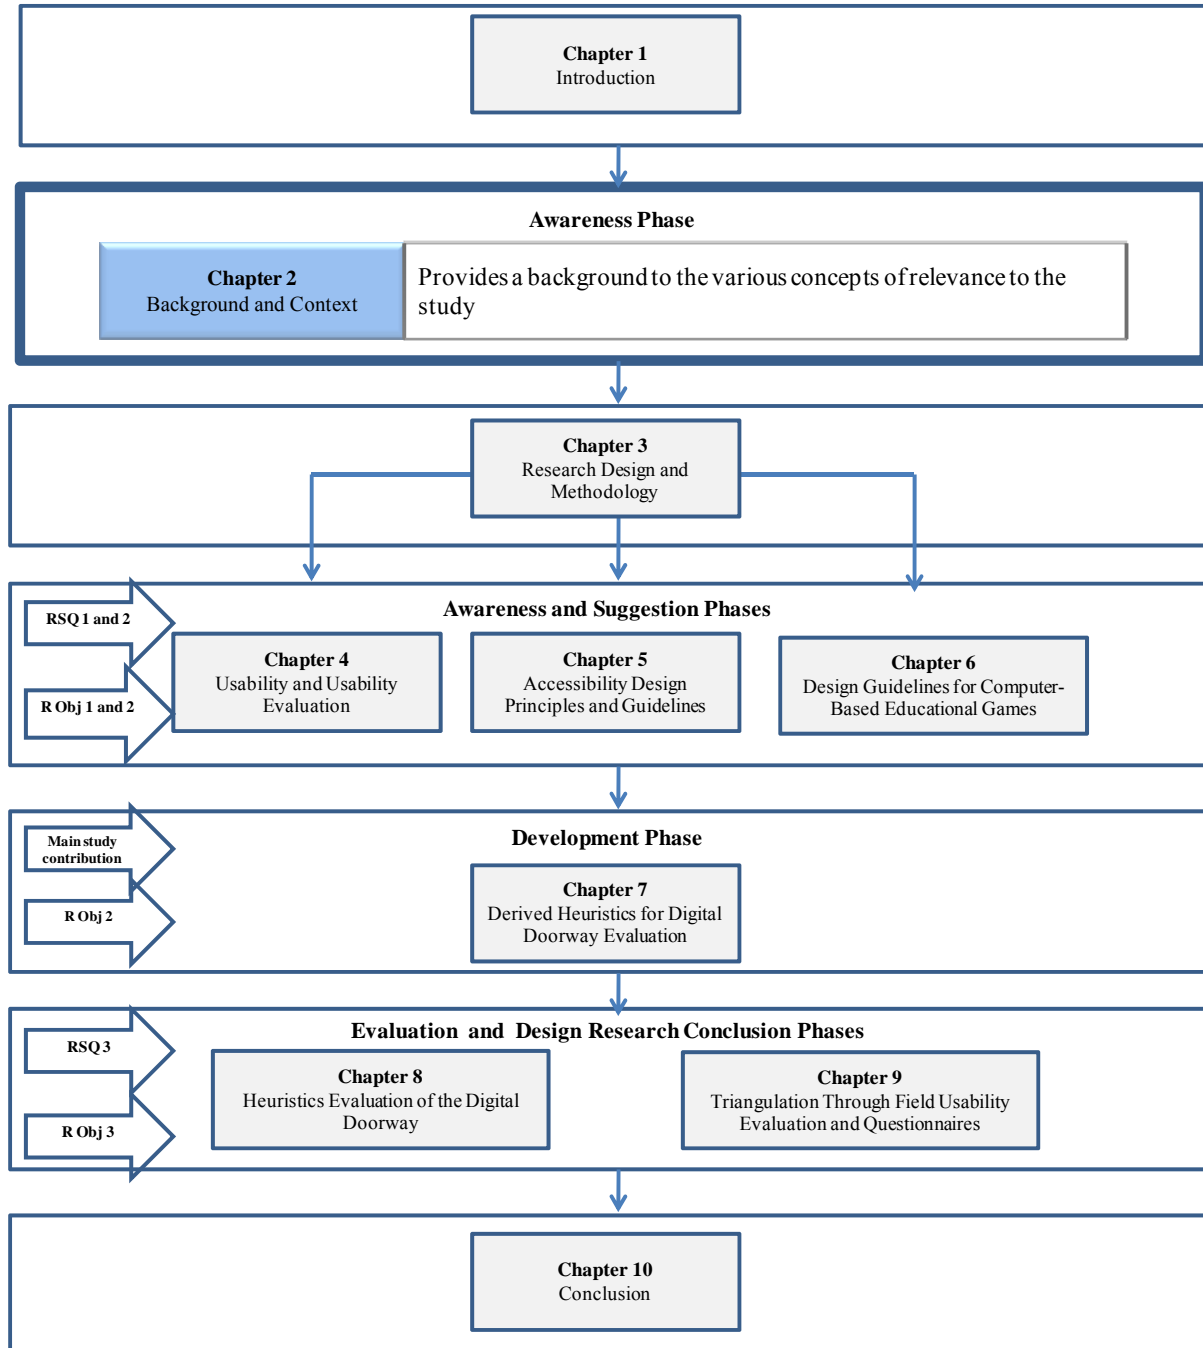 Chapter 1
Introduction
Awareness Phase
Chapter 2
Background and Context
Provides a background to the various concepts of relevance to the
study
Chapter 3
Research Design and
Methodology
Awareness and Suggestion Phases
RSQ 1 and 2
R Obj 1 and 2
Chapter 4
Usability and Usability
Evaluation
Chapter 5
Accessibility Design
Principles and Guidelines
Chapter 6
Design Guidelines for Computer-
Based Educational Games
Development Phase
Main study
contribution
R Obj 2
Chapter 7
Derived Heuristics for Digital
Doorway Evaluation
Evaluation and Design Research Conclusion Phases
RSQ 3
R Obj 3
Chapter 8
Heuristics Evaluation of the Digital
Doorway
Chapter 9
Triangulation Through Field Usability
Evaluation and Questionnaires
Chapter 10
Conclusion